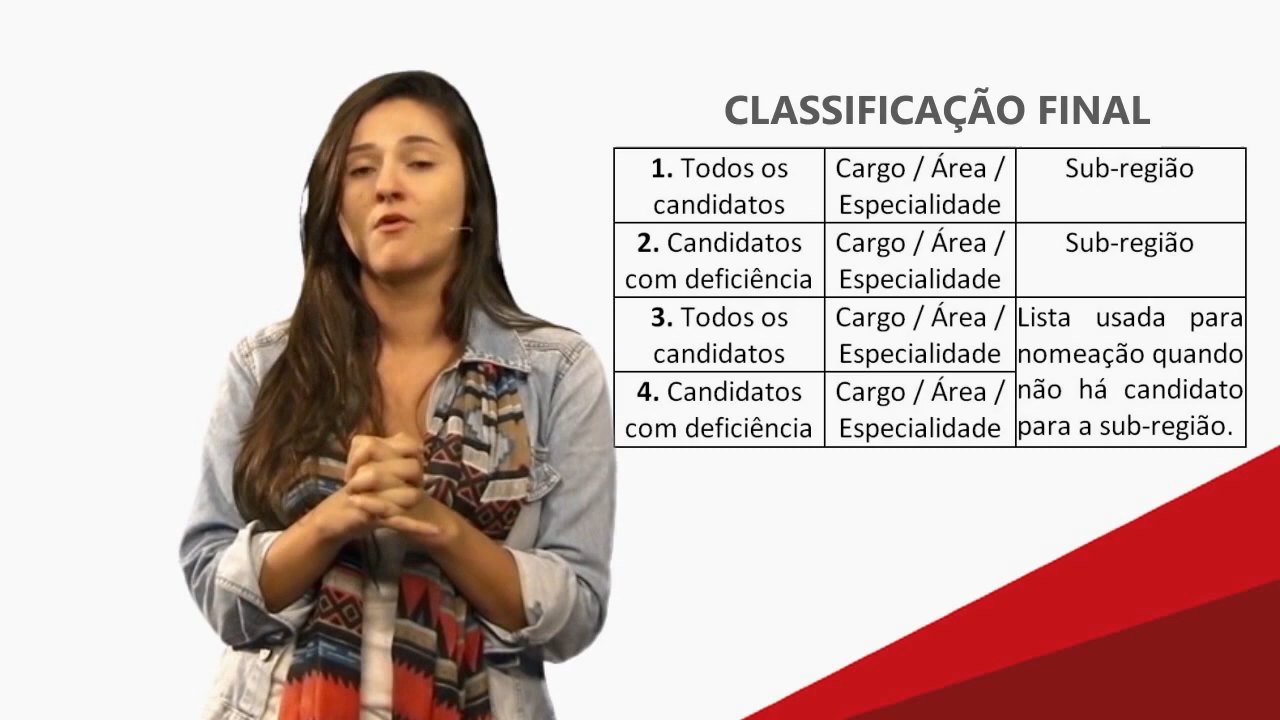 CLASSIFICAÇÃO FINAL
1. Todos os candidatos
Cargo / Área / Especialidade
Sub-região
2. Candidatos com deficiência
Cargo / Área / Especialidade
Sub-região
3. Todos os candidatos
Cargo / Área / Especialidade
Lista usada para
nomeação quando
não há candidato
para a sub-região.
4. Candidatos com deficiência
Cargo / Área / Especialidade